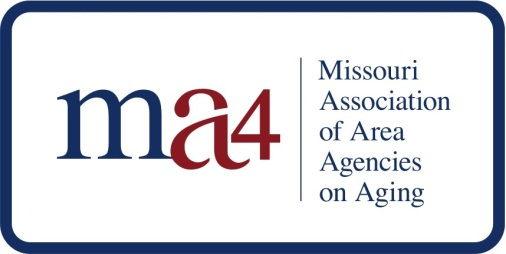 ma4
Missouri
Association
of Area
Agencies
on Aging